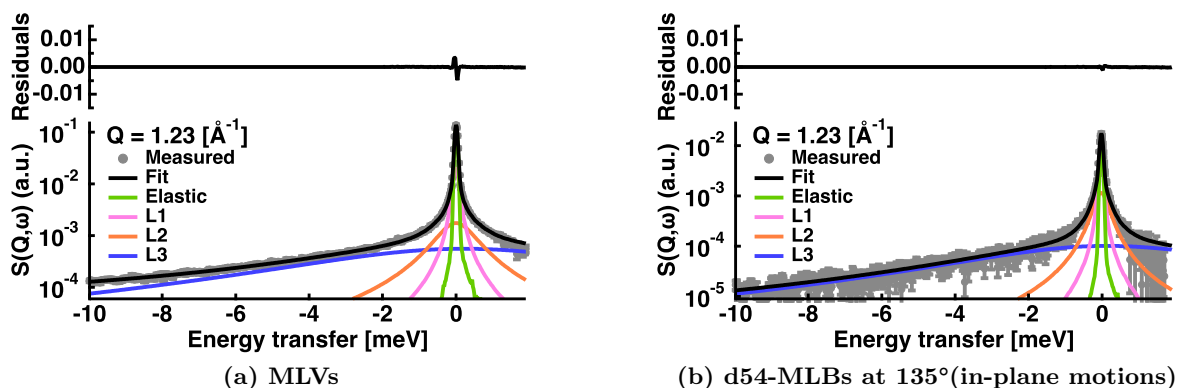 Residuals
0.01
0.00
-0.01
S(Q,ω) (a.u.)
10⁻¹
10⁻²
10⁻³
10⁻⁴
Q = 1.23 [Å⁻¹]
Measured
Fit
Elastic
L1
L2
L3
-10 -8 -6 -4 -2 0
Energy transfer [meV]
(a) MLVs
Residuals
0.01
0.00
-0.01
S(Q,ω) (a.u.)
10⁻²
10⁻³
10⁻⁴
10⁻⁵
Q = 1.23 [Å⁻¹]
Measured
Fit
Elastic
L1
L2
L3
-10 -8 -6 -4 -2 0
Energy transfer [meV]
(b) d54-MLBs at 135°(in-plane motions)